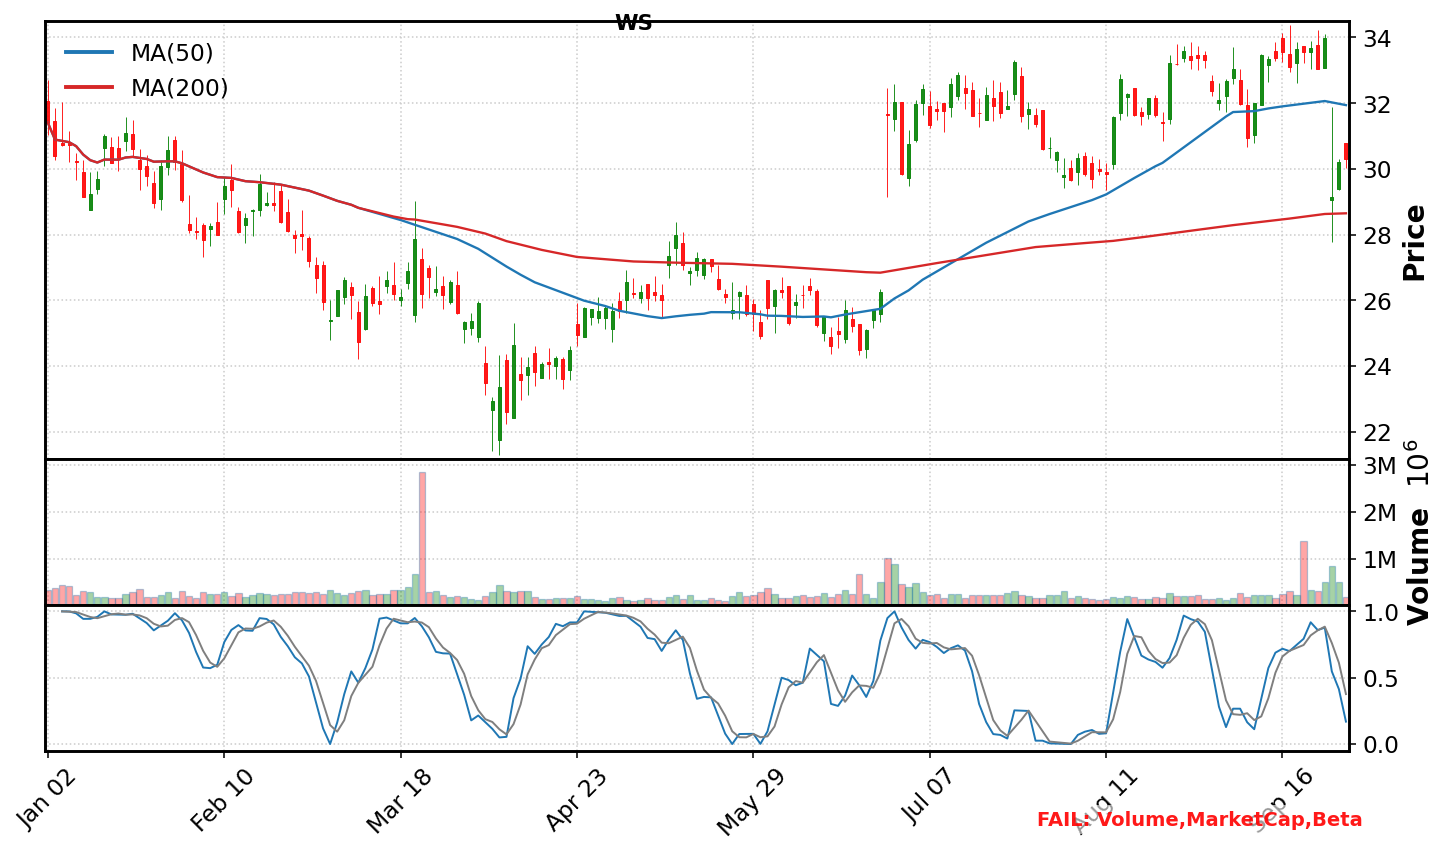 WS
MA(50)
MA(200)
34
32
30
28
26
24
22
Price
3M
2M
1M
Volume 10^6
1.0
0.5
0.0
Jan 02
Feb 10
Mar 18
Apr 23
May 29
Jul 07
Aug 11
Sep 16
FAIL: Volume,MarketCap,Beta